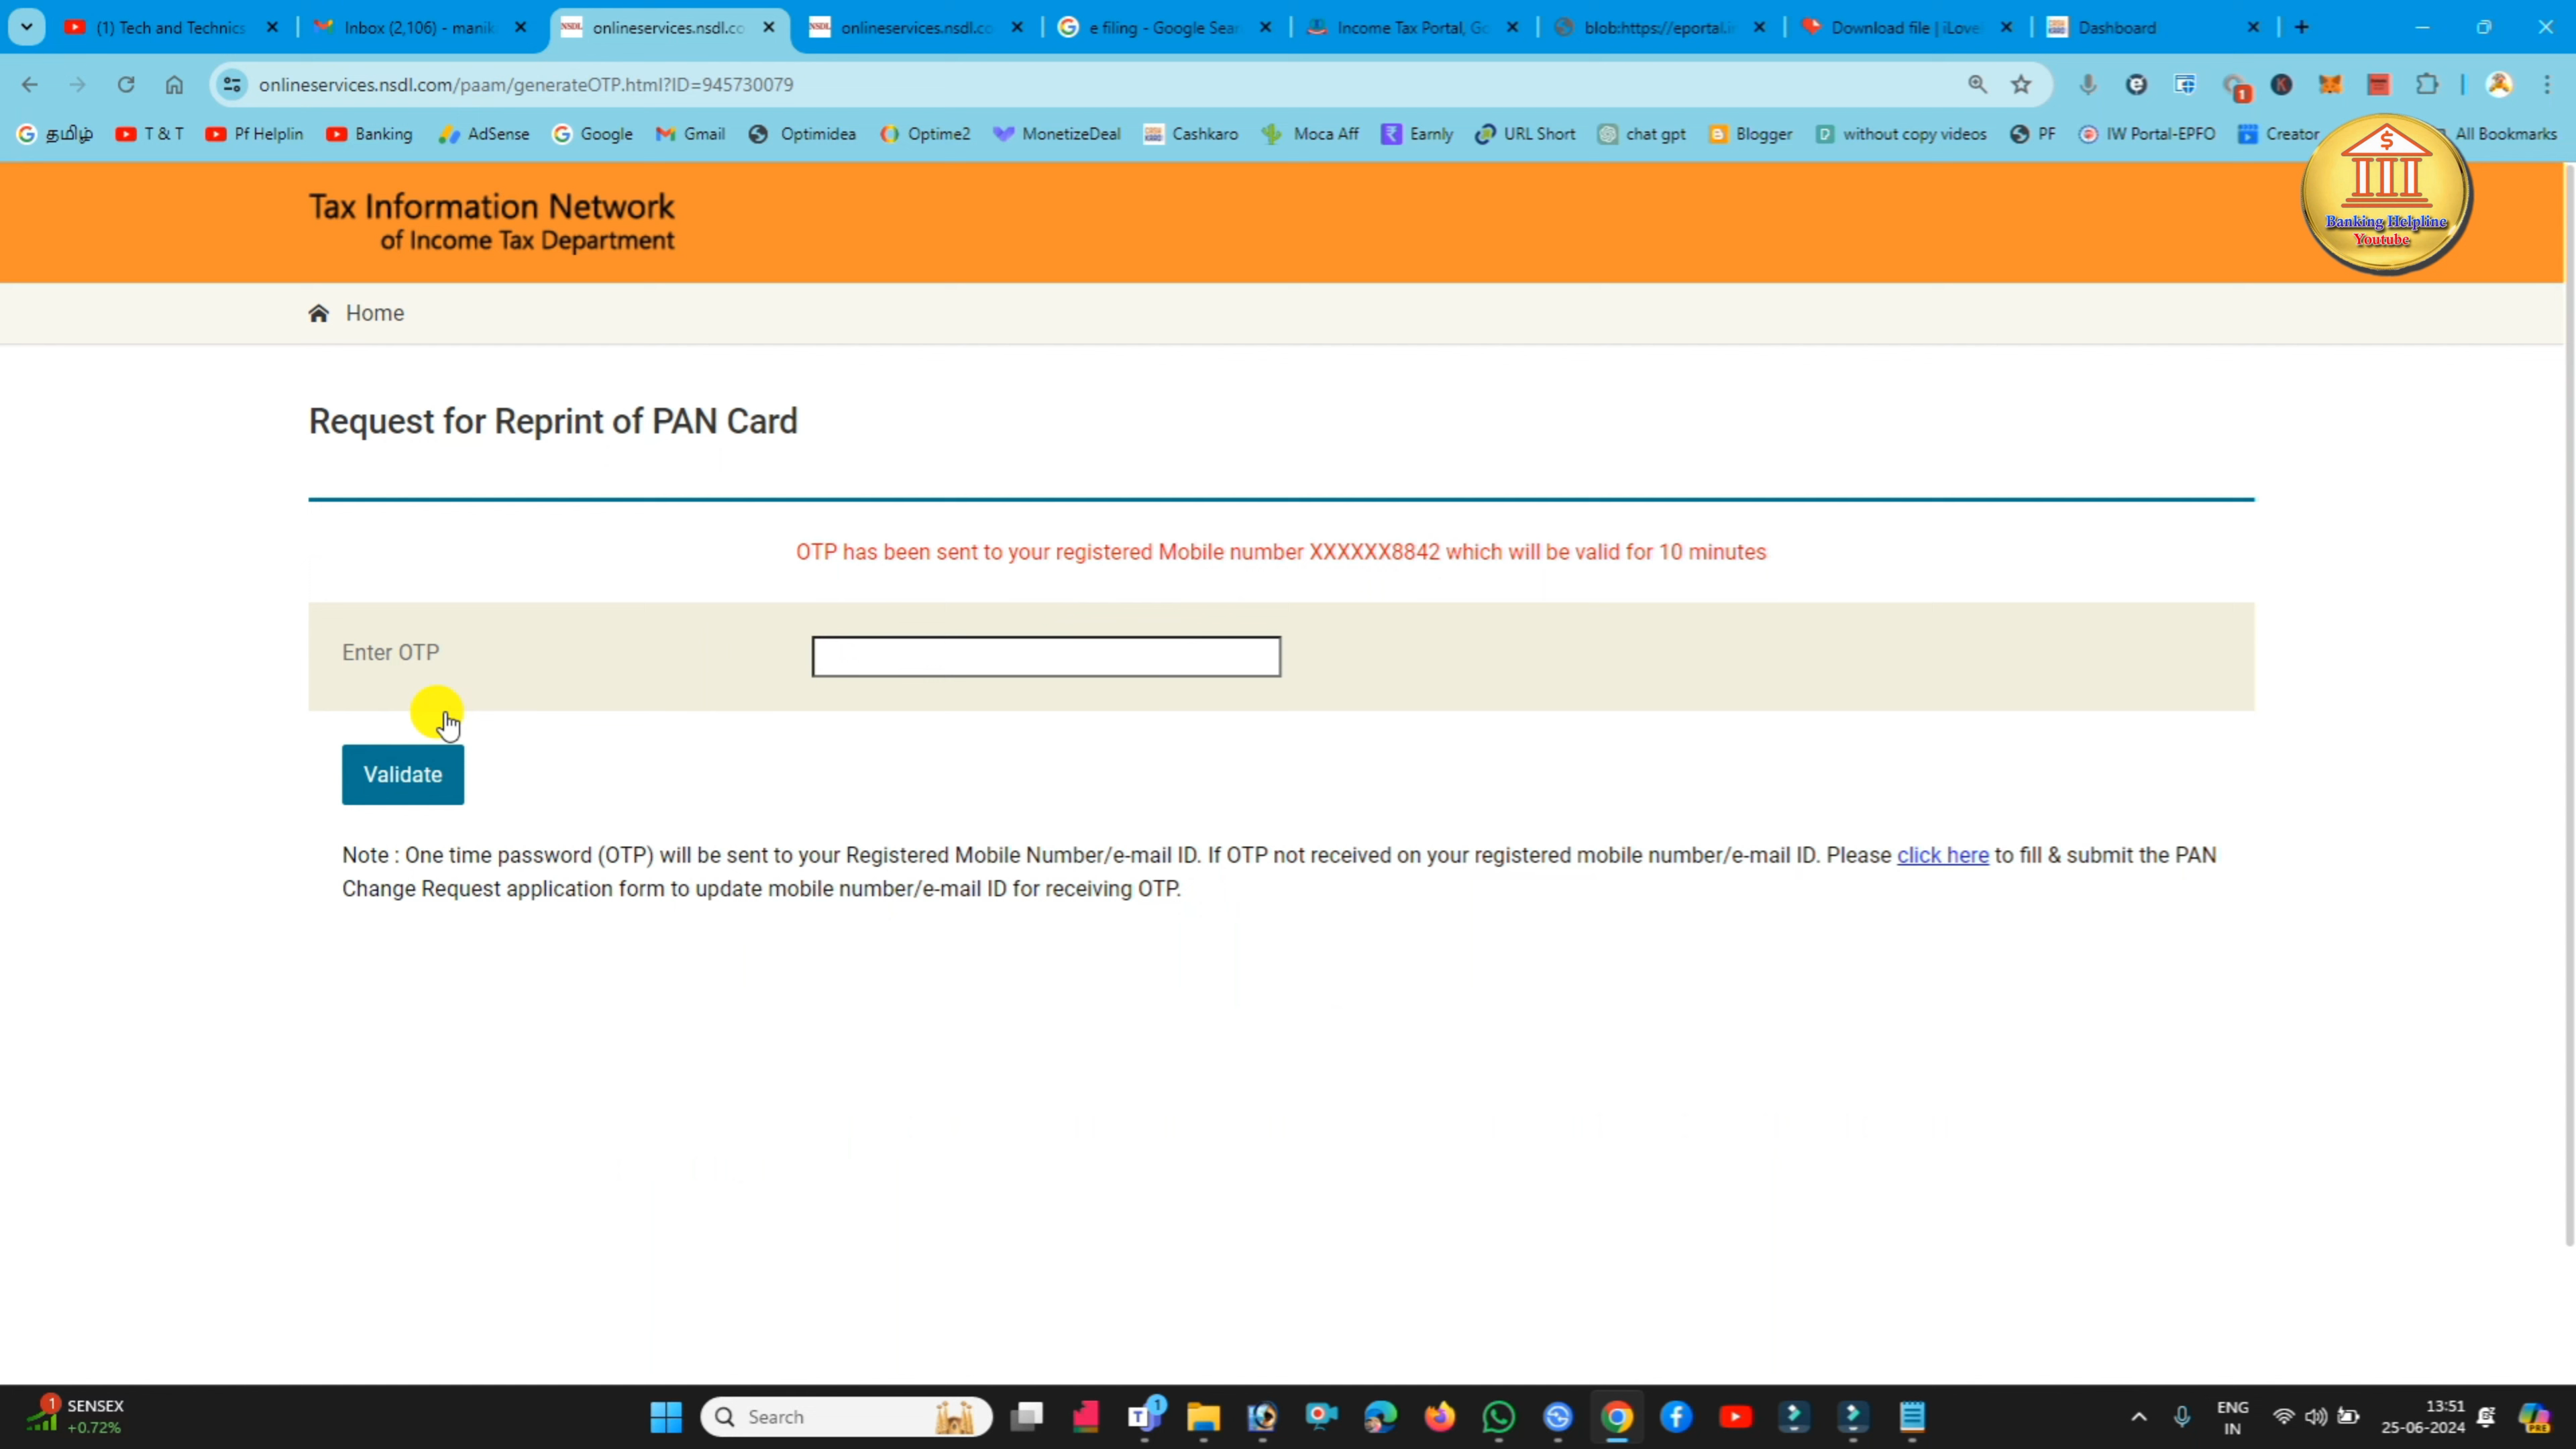 (1) Tech and Technics
Inbox (2,106) - manik
onlineservices.nsdl.co
onlineservices.nsdl.co
e filing - Google Sear
Income Tax Portal, Go
blob:https://eportal.in
Download file | iLove
Dashboard
onlineservices.nsdl.com/paam/generateOTP.html?ID=945730079
1
தமிழ்
T & T
Pf Helplin
Banking
AdSense
Google
Gmail
Optimidea
Optime2
MonetizeDeal
Cashkaro
Moca Aff
Earnly
URL Short
chat gpt
Blogger
without copy videos
PF
IW Portal-EPFO
Creator
All Bookmarks
Banking Helpline
Youtube
Tax Information Network
of Income Tax Department
Home
Request for Reprint of PAN Card
OTP has been sent to your registered Mobile number XXXXXX8842 which will be valid for 10 minutes
Enter OTP
Validate
Note : One time password (OTP) will be sent to your Registered Mobile Number/e-mail ID. If OTP not received on your registered mobile number/e-mail ID. Please click here to fill & submit the PAN
Change Request application form to update mobile number/e-mail ID for receiving OTP.
1
SENSEX
+0.72%
Search
1
ENG
IN
13:51
25-06-2024
PRE